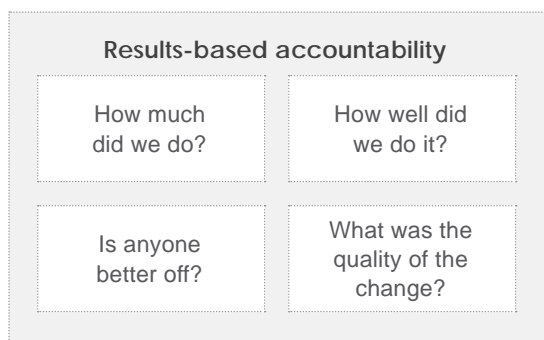 Results-based accountability
How much
did we do?
How well did
we do it?
Is anyone
better off?
What was the
quality of the
change?